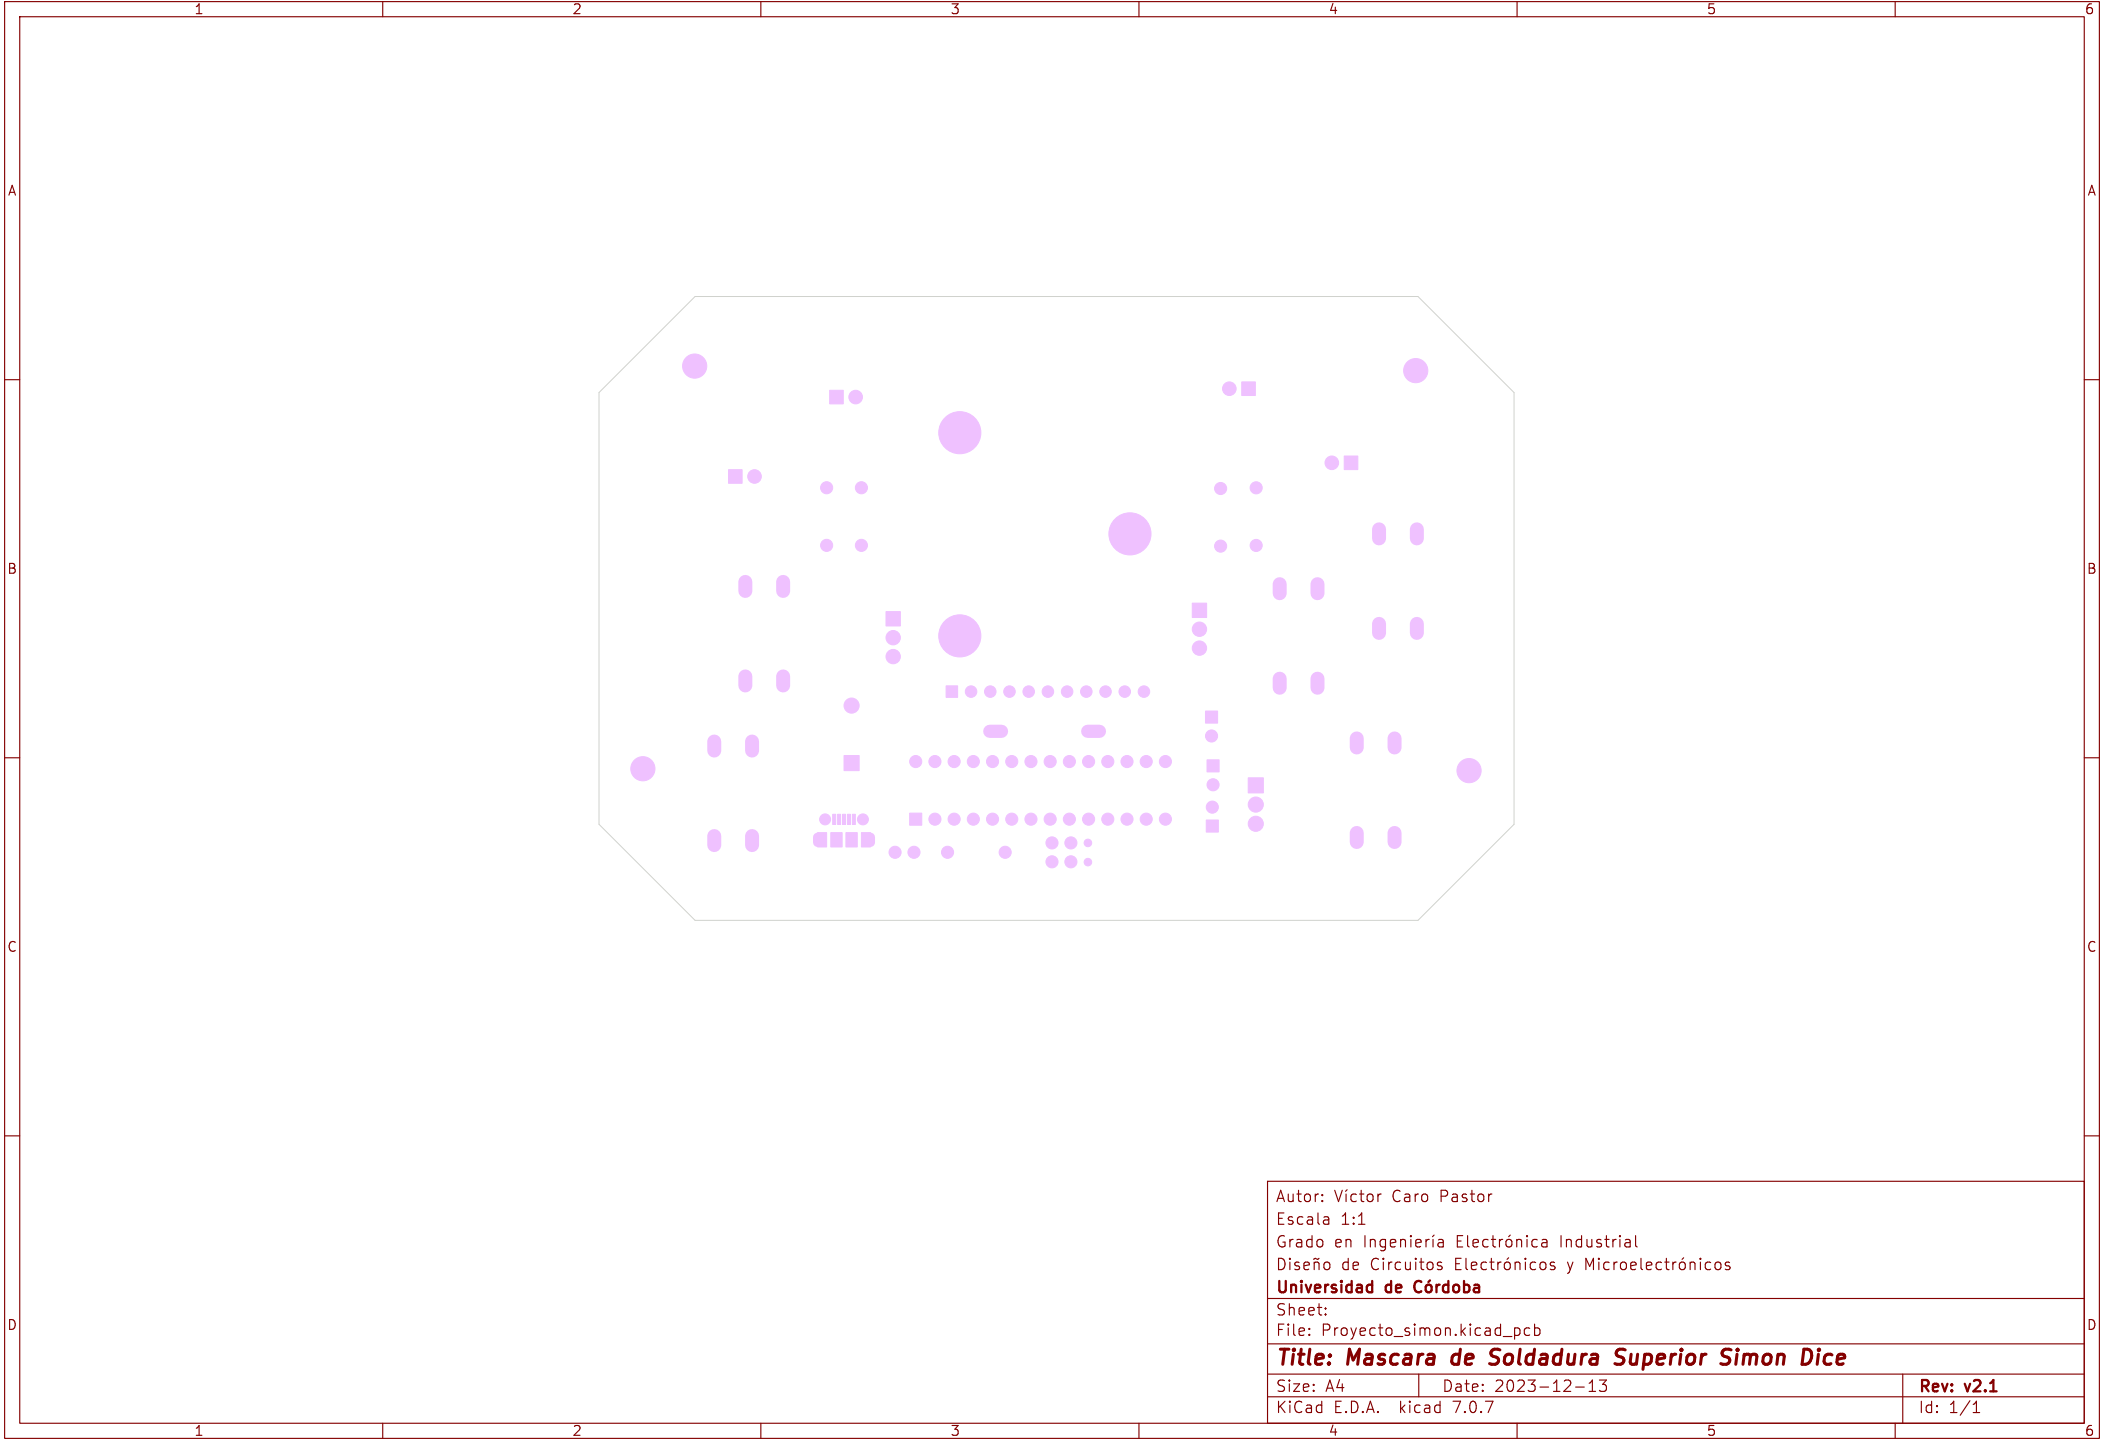 1 2 3 4 5 6
A A
B B
C C
Autor: Víctor Caro Pastor
Escala 1:1
Grado en Ingeniería Electrónica Industrial
Diseño de Circuitos Electrónicos y Microelectrónicos
Universidad de Córdoba
Sheet:
D D
File: Proyecto_simon.kicad_pcb
Title: Mascara de Soldadura Superior Simon Dice
Size: A4 Date: 2023-12-13 Rev: v2.1
KiCad E.D.A. kicad 7.0.7 Id: 1/1
1 2 3 4 5 6